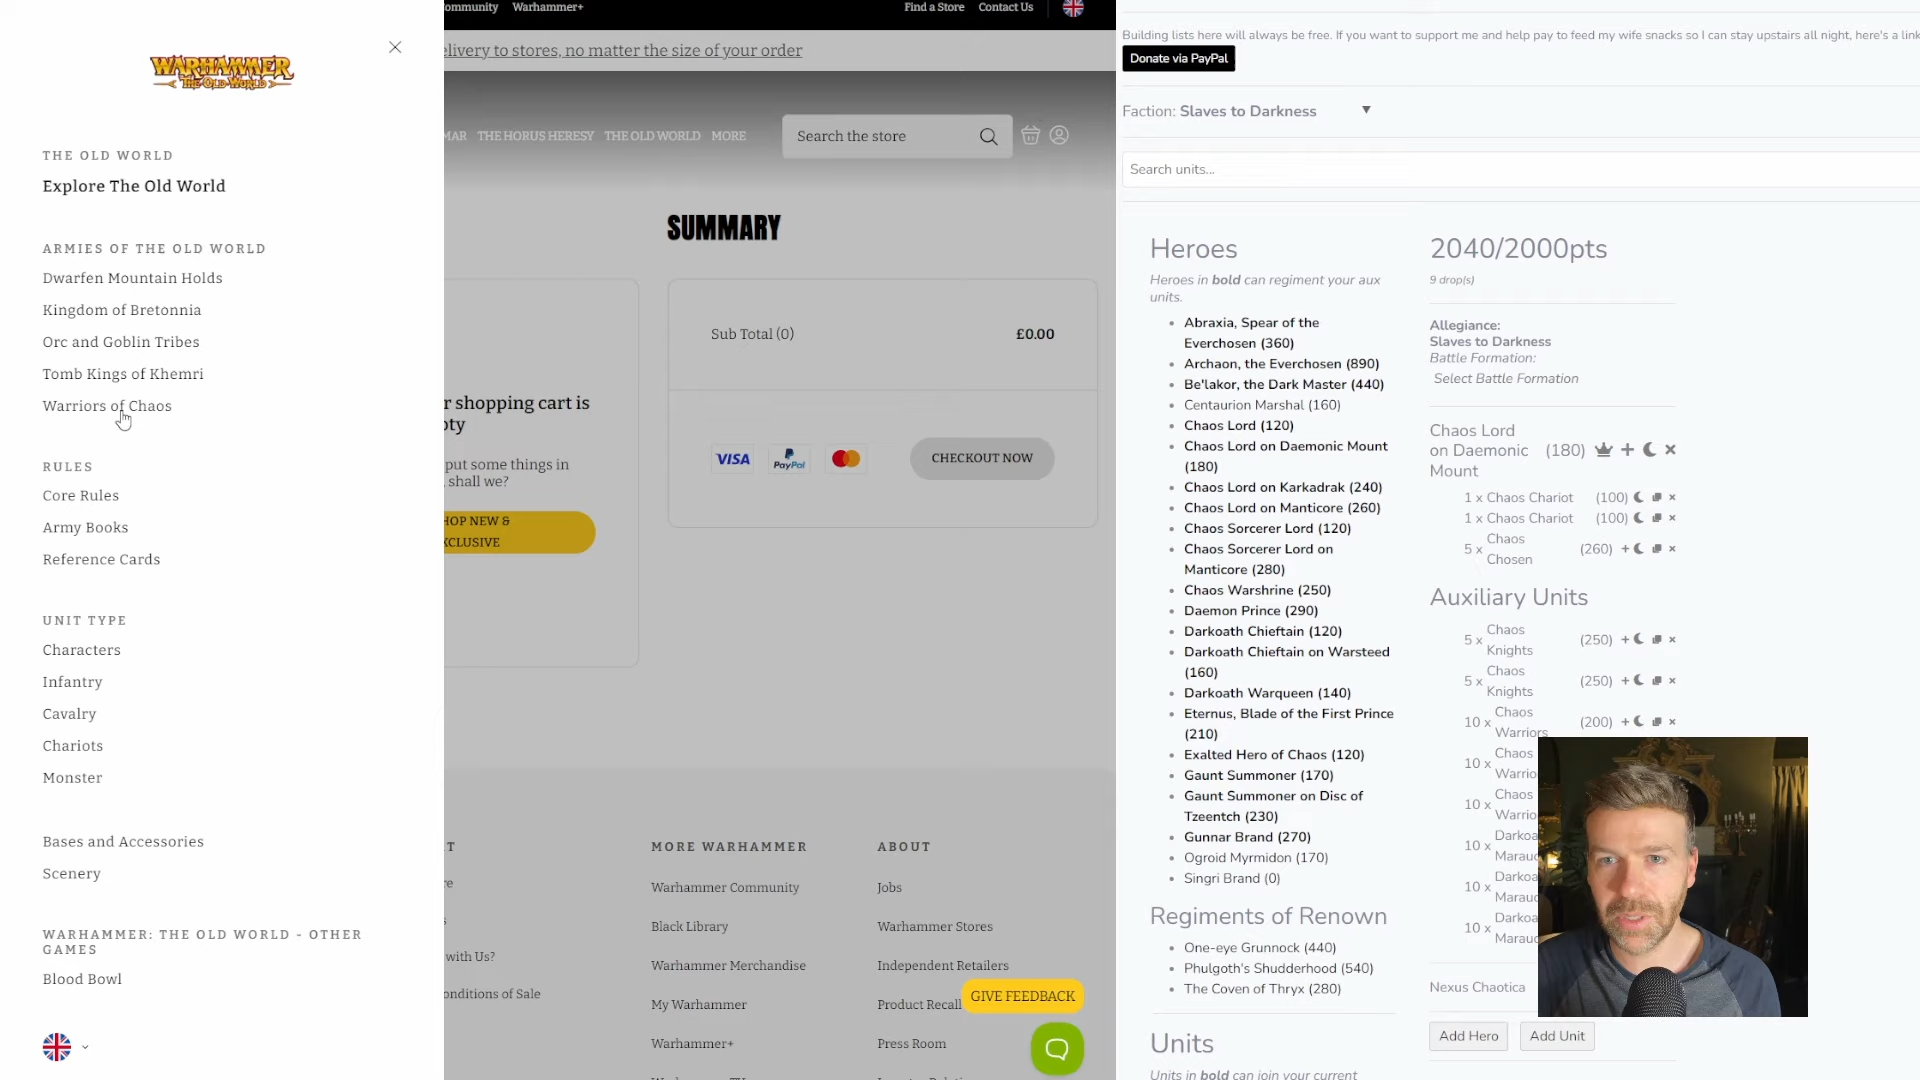 WARHAMMER
THE OLD WORLD
THE OLD WORLD
Explore The Old World
ARMIES OF THE OLD WORLD
Dwarfen Mountain Holds
Kingdom of Bretonnia
Orc and Goblin Tribes
Tomb Kings of Khemri
Warriors of Chaos
RULES
Core Rules
Army Books
Reference Cards
UNIT TYPE
Characters
Infantry
Cavalry
Chariots
Monster
Bases and Accessories
Scenery
WARHAMMER: THE OLD WORLD - OTHER
GAMES
Blood Bowl
ommunity Warhammer+ Find a Store Contact Us
elivery to stores, no matter the size of your order
MAR THE HORUS HERESY THE OLD WORLD MORE Search the store
SUMMARY
Sub Total (0) £0.00
r shopping cart is
pty
put some things in
shall we?
HOP NEW &
XCLUSIVE
VISA PayPal CHECKOUT NOW
T
re
s
with Us?
onditions of Sale
MORE WARHAMMER
Warhammer Community
Black Library
Warhammer Merchandise
My Warhammer
Warhammer+
ABOUT
Jobs
Warhammer Stores
Independent Retailers
Product Recall
Press Room
GIVE FEEDBACK
Building lists here will always be free. If you want to support me and help pay to feed my wife snacks so I can stay upstairs all night, here's a link
Donate via PayPal
Faction: Slaves to Darkness
Search units...
Heroes
Heroes in bold can regiment your aux
units.
Abraxia, Spear of the
Everchosen (360)
Archaon, the Everchosen (890)
Be'lakor, the Dark Master (440)
Centaurion Marshal (160)
Chaos Lord (120)
Chaos Lord on Daemonic Mount
(180)
Chaos Lord on Karkadrak (240)
Chaos Lord on Manticore (260)
Chaos Sorcerer Lord (120)
Chaos Sorcerer Lord on
Manticore (280)
Chaos Warshrine (250)
Daemon Prince (290)
Darkoath Chieftain (120)
Darkoath Chieftain on Warsteed
(160)
Darkoath Warqueen (140)
Eternus, Blade of the First Prince
(210)
Exalted Hero of Chaos (120)
Gaunt Summoner (170)
Gaunt Summoner on Disc of
Tzeentch (230)
Gunnar Brand (270)
Ogroid Myrmidon (170)
Singri Brand (0)
Regiments of Renown
One-eye Grunnock (440)
Phulgoth's Shudderhood (540)
The Coven of Thryx (280)
Units
Units in bold can join your current
2040/2000pts
9 drop(s)
Allegiance:
Slaves to Darkness
Battle Formation:
Select Battle Formation
Chaos Lord
on Daemonic (180)
Mount
1 x Chaos Chariot (100)
1 x Chaos Chariot (100)
5 x Chaos (260)
Chosen
Auxiliary Units
5 x Chaos (250)
Knights
5 x Chaos (250)
Knights
10 x Chaos (200)
Warriors
10 x Chaos
Warrio
10 x Chaos
Warrio
10 x Darkoa
Marauc
10 x Darkoa
Marauc
10 x Darkoa
Marauc
Nexus Chaotica
Add Hero Add Unit